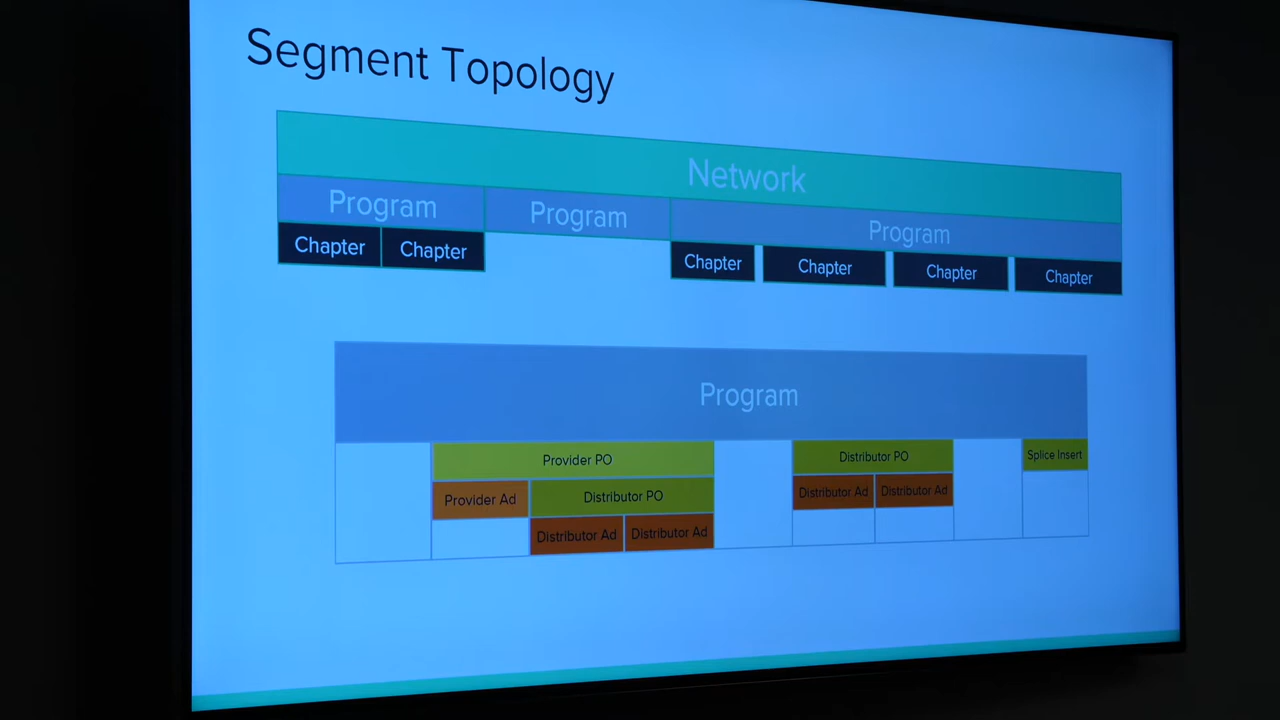 Segment Topology
Network
Program Program Program
Chapter Chapter Chapter Chapter Chapter Chapter
Program
Provider PO Distributor PO Splice Insert
Provider Ad Distributor PO Distributor Ad Distributor Ad
Distributor Ad Distributor Ad